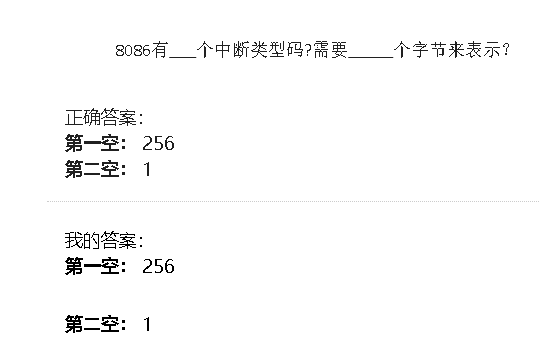 8086有___个中断类型码?需要_____个字节来表示?
正确答案:
第一空: 256
第二空: 1
我的答案:
第一空: 256
第二空: 1